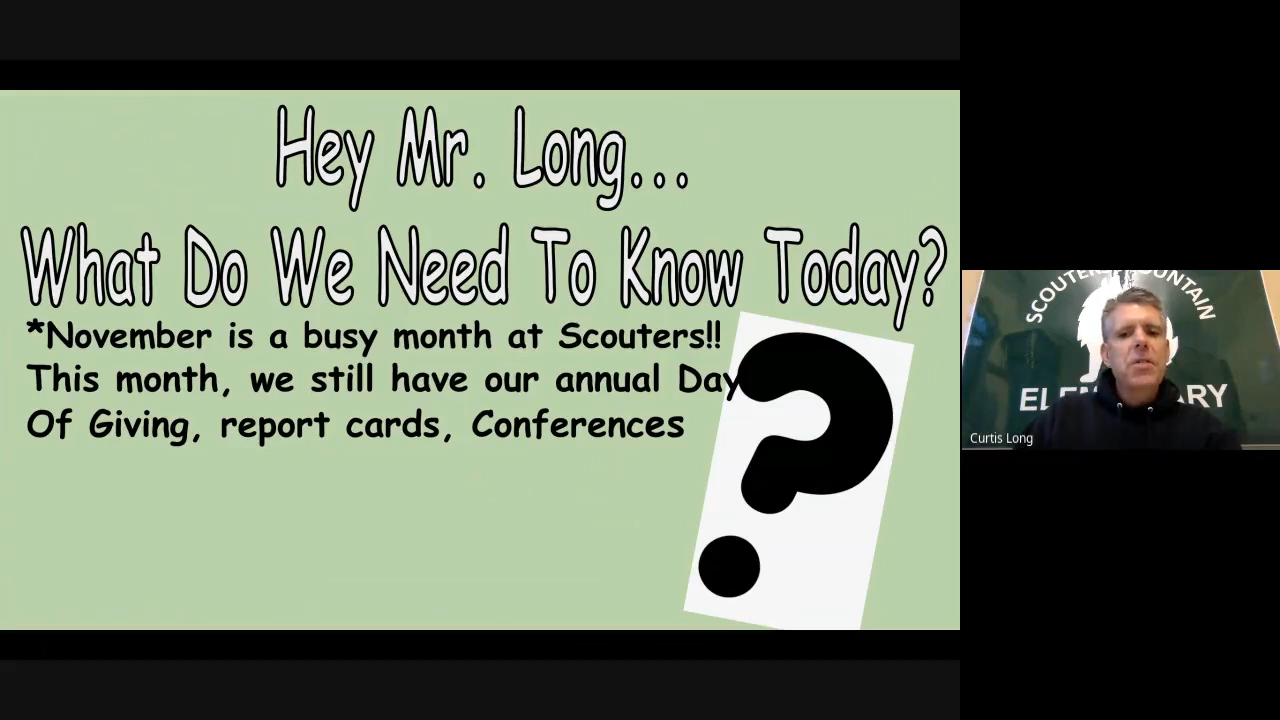 Hey Mr. Long...
What Do We Need To Know Today?
*November is a busy month at Scouters!!
This month, we still have our annual Day
Of Giving, report cards, Conferences
?
Curtis Long